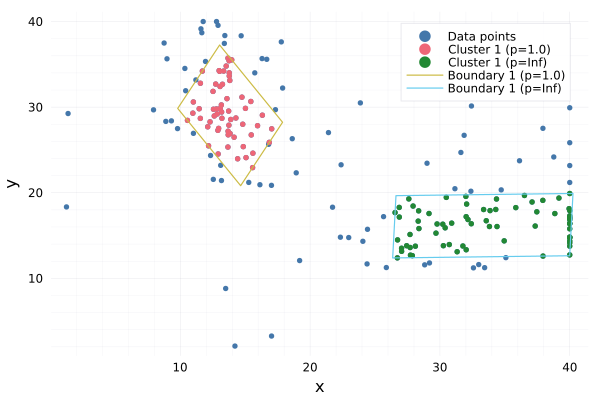 40
30
20
10
y
10 20 30 40
x
Data points
Cluster 1 (p=1.0)
Cluster 1 (p=Inf)
Boundary 1 (p=1.0)
Boundary 1 (p=Inf)